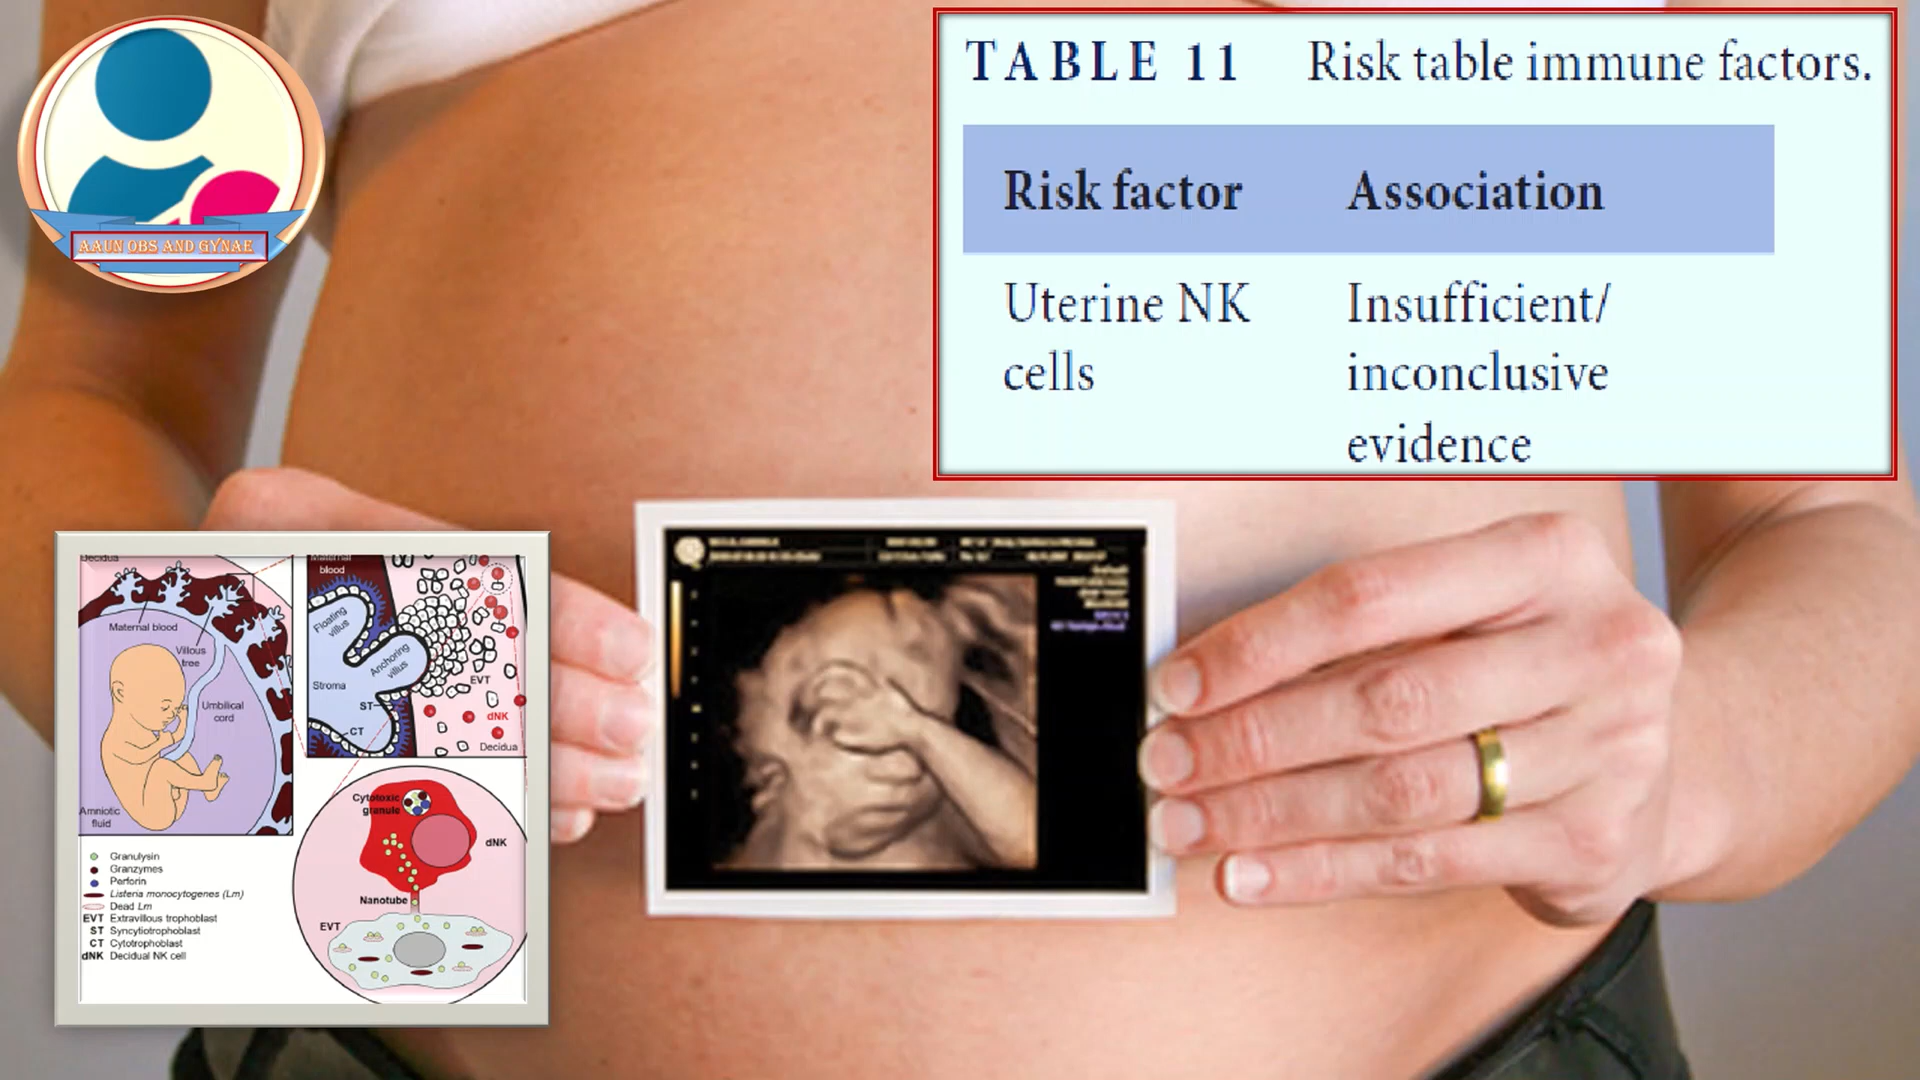 AAUN OBS AND GYNAE
TABLE 11 Risk table immune factors.
Risk factor Association
Uterine NK Insufficient/
cells inconclusive
evidence
Decidua
Maternal blood
Villous
tree
Umbilical
cord
Amniotic
fluid
Maternal
blood
Floating
villus
Anchoring
villus
Stroma
EVT
ST
CT
dNK
Decidua
Cytotoxic
granule
dNK
Nanotube
EVT
Granulysin
Granzymes
Perforin
Listeria monocytogenes (Lm)
Dead Lm
EVT Extravillous trophoblast
ST Syncytiotrophoblast
CT Cytotrophoblast
dNK Decidual NK cell